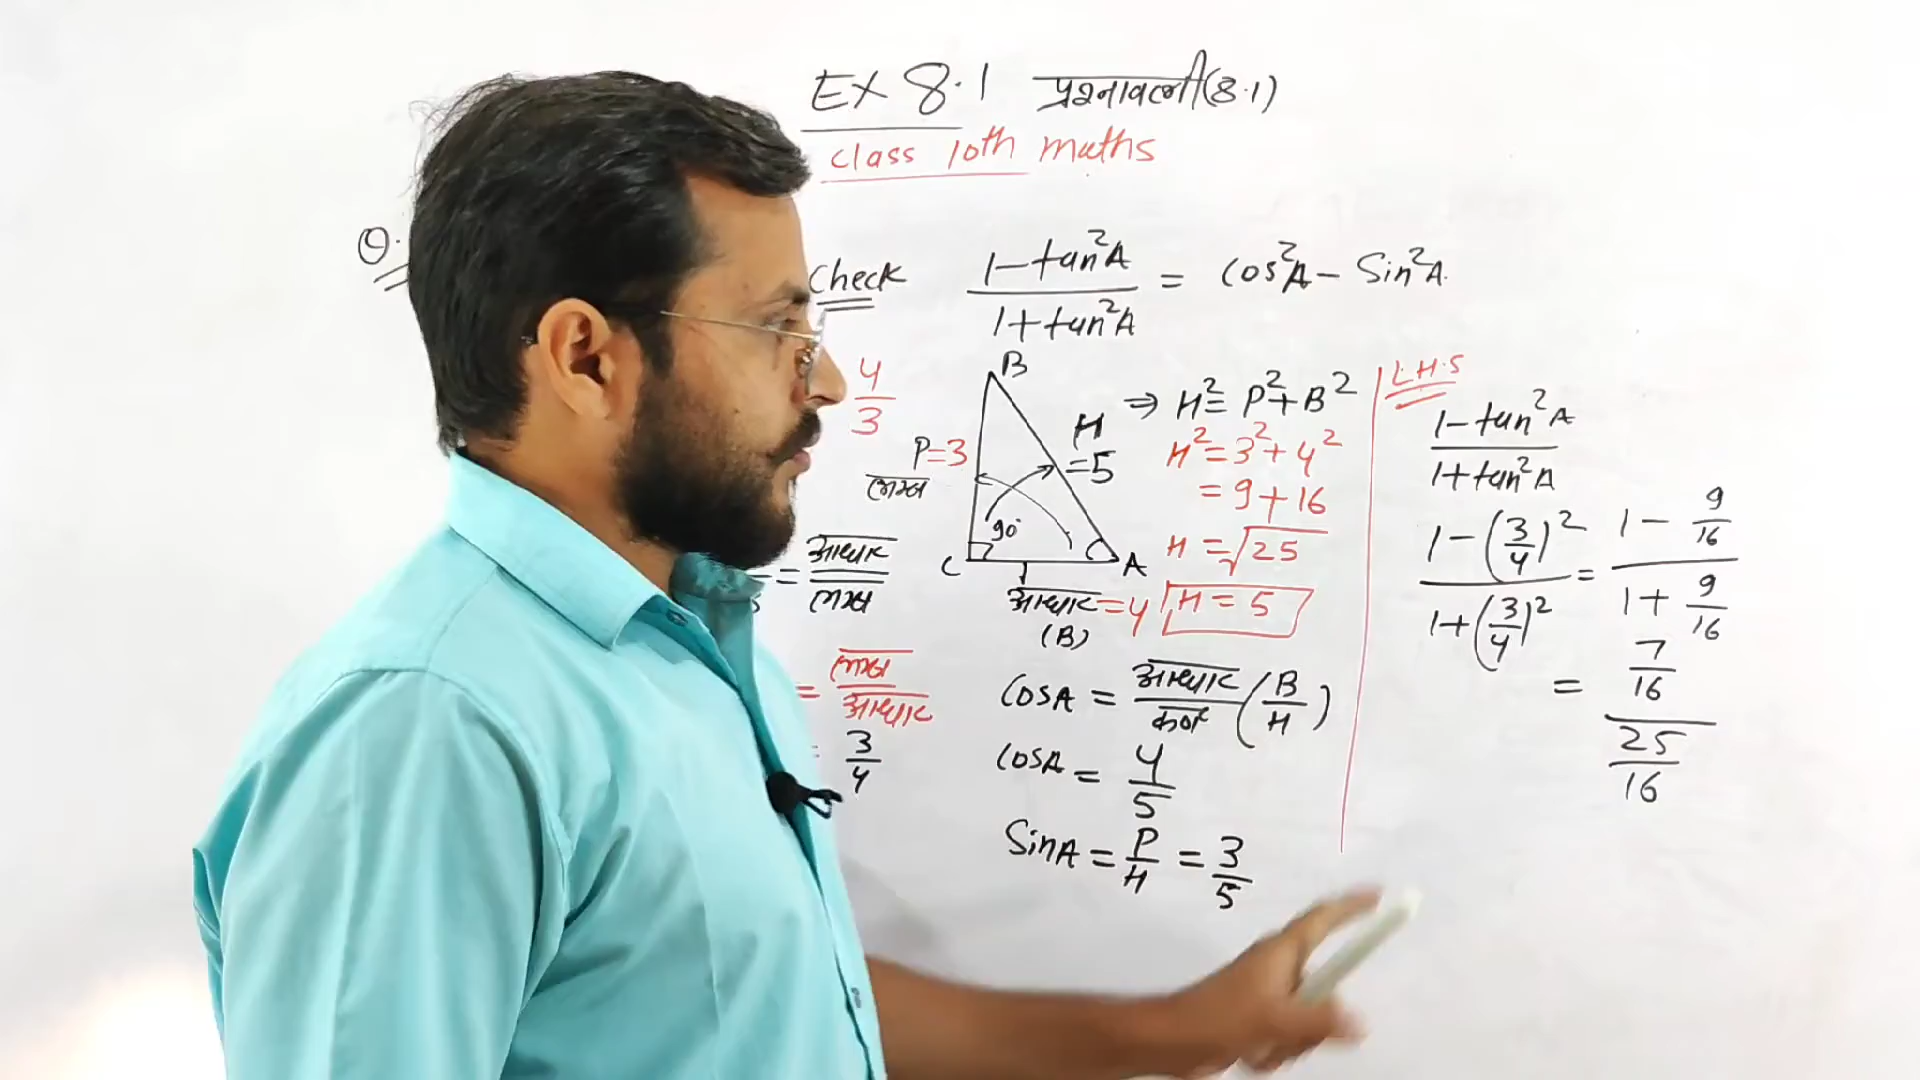 Ex 8.1 प्रश्नावली (8.1)
class 10th maths
Q.
Check 1-tan²A / 1+tan²A = cos²A - Sin²A.
4/3
B
P=3
लम्ब
H
=5
90°
C
A
आधार=4
(B)
⇒ H²= P²+B²
H²=3²+4²
=9+16
H=√25
H=5
= आधार/लम्ब
= लम्ब/आधार
= 3/4
CosA = आधार/कर्ण (B/H)
CosA = 4/5
SinA = P/H = 3/5
L.H.S
1-tan²A / 1+tan²A
1-(3/4)² / 1+(3/4)² = 1-9/16 / 1+9/16
= 7/16 / 25/16